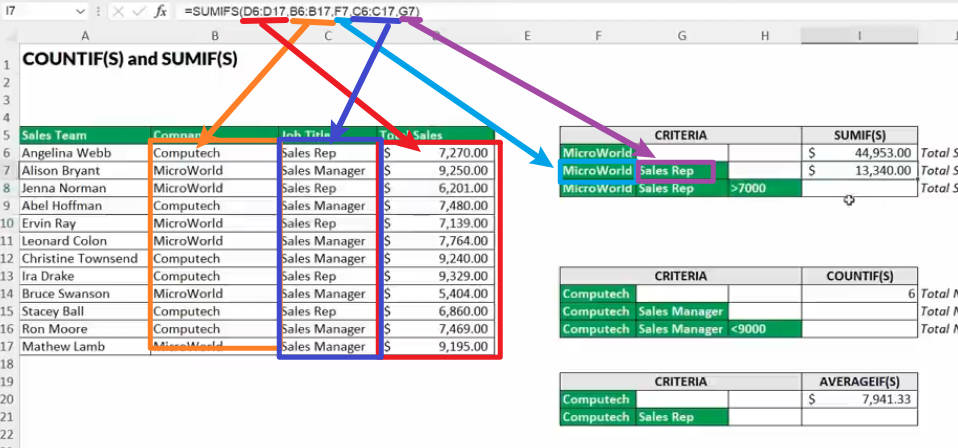 I7 fx =SUMIFS(D6:D17,B6:B17,F7,C6:C17,G7)
A B C D E F G H I
1 COUNTIF(S) and SUMIF(S)
2
3
4
5 Sales Team Company Job Title Total Sales CRITERIA SUMIF(S)
6 Angelina Webb Computech Sales Rep $ 7,270.00 MicroWorld $ 44,953.00 Total S
7 Alison Bryant MicroWorld Sales Manager $ 9,250.00 MicroWorld Sales Rep $ 13,340.00 Total S
8 Jenna Norman MicroWorld Sales Rep $ 6,201.00 MicroWorld Sales Rep >7000 Total S
9 Abel Hoffman Computech Sales Manager $ 7,480.00
10 Ervin Ray MicroWorld Sales Rep $ 7,139.00
11 Leonard Colon MicroWorld Sales Manager $ 7,764.00
12 Christine Townsend Computech Sales Manager $ 9,240.00
13 Ira Drake Computech Sales Rep $ 9,329.00 CRITERIA COUNTIF(S)
14 Bruce Swanson MicroWorld Sales Manager $ 5,404.00 Computech 6 Total
15 Stacey Ball Computech Sales Rep $ 6,860.00 Computech Sales Manager Total
16 Ron Moore Computech Sales Manager $ 7,469.00 Computech Sales Manager <9000 Total
17 Mathew Lamb MicroWorld Sales Manager $ 9,195.00
18
19 CRITERIA AVERAGEIF(S)
20 Computech $ 7,941.33
21 Computech Sales Rep
22